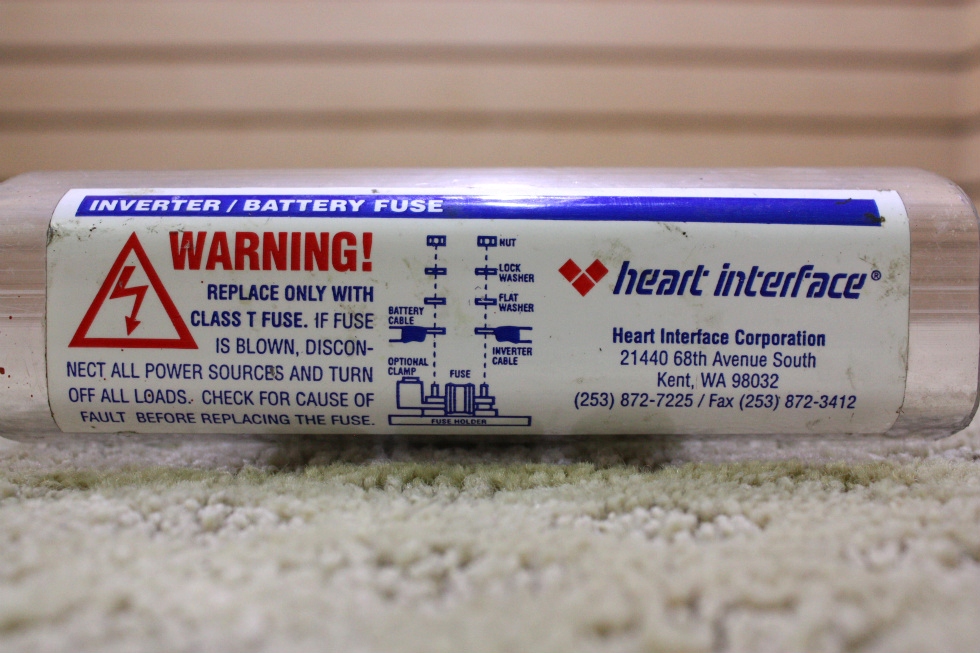 INVERTER / BATTERY FUSE
WARNING!
REPLACE ONLY WITH
CLASS T FUSE. IF FUSE
IS BLOWN, DISCON-
NECT ALL POWER SOURCES AND TURN
OFF ALL LOADS. CHECK FOR CAUSE OF
FAULT BEFORE REPLACING THE FUSE.
NUT
LOCK
WASHER
FLAT
WASHER
BATTERY
CABLE
INVERTER
CABLE
OPTIONAL
CLAMP
FUSE
FUSE HOLDER
heart interface®
Heart Interface Corporation
21440 68th Avenue South
Kent, WA 98032
(253) 872-7225 / Fax (253) 872-3412